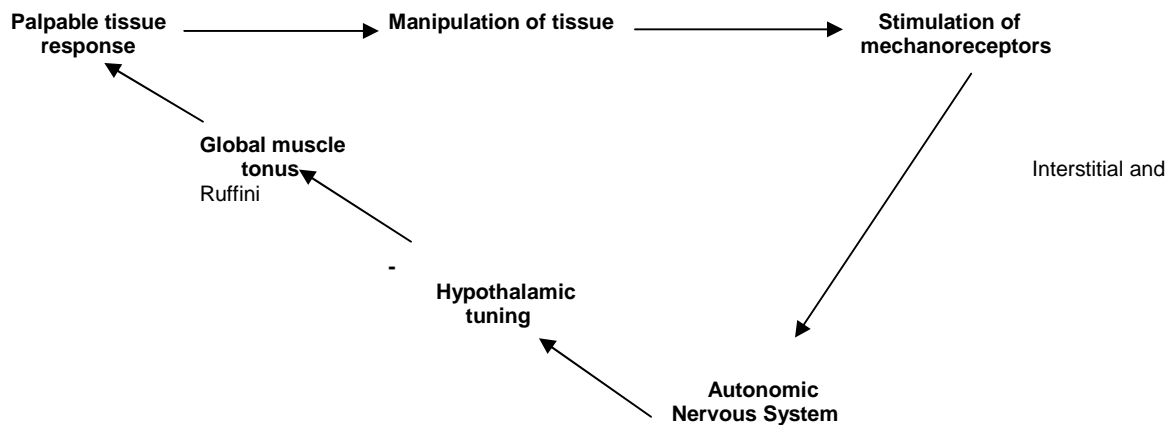 Palpable tissue
response
Manipulation of tissue
Stimulation of
mechanoreceptors
Global muscle
tonus
Ruffini
Interstitial and
-
Hypothalamic
tuning
Autonomic
Nervous System